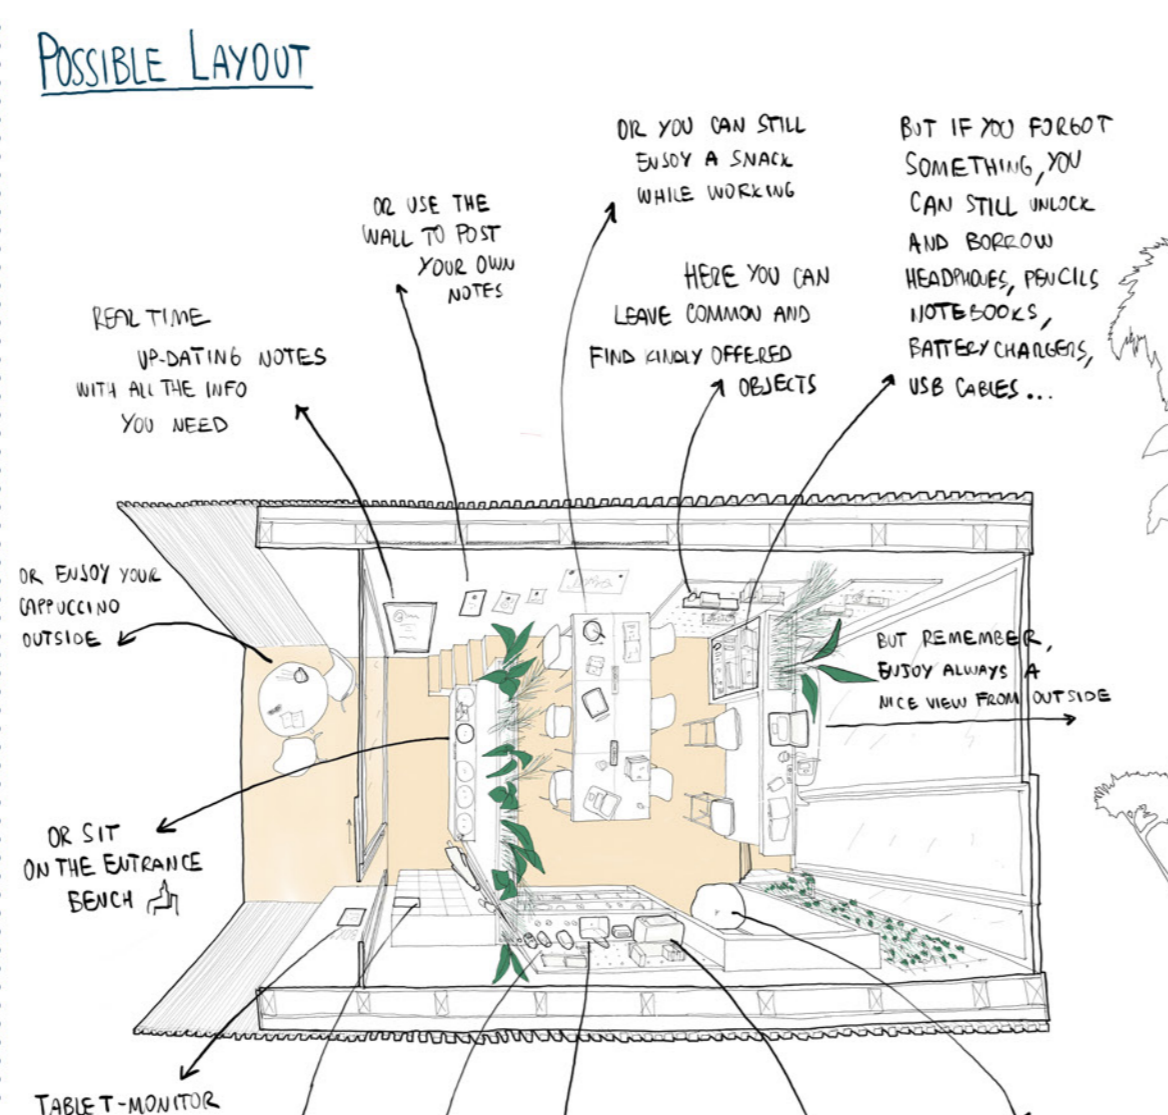 POSSIBLE LAYOUT
OR YOU CAN STILL
ENJOY A SNACK
WHILE WORKING
BUT IF YOU FORGOT
SOMETHING, YOU
CAN STILL UNLOCK
AND BORROW
HEADPHONES, PENCILS
NOTEBOOKS,
BATTERY CHARGERS,
USB CABLES...
OR USE THE
WALL TO POST
YOUR OWN
NOTES
HERE YOU CAN
LEAVE COMMON AND
FIND KINDLY OFFERED
OBJECTS
REAL TIME
UP-DATING NOTES
WITH ALL THE INFO
YOU NEED
OR ENJOY YOUR
CAPPUCCINO
OUTSIDE
BUT REMEMBER,
ENJOY ALWAYS A
NICE VIEW FROM OUTSIDE
OR SIT
ON THE ENTRANCE
BENCH
TABLET-MONITOR